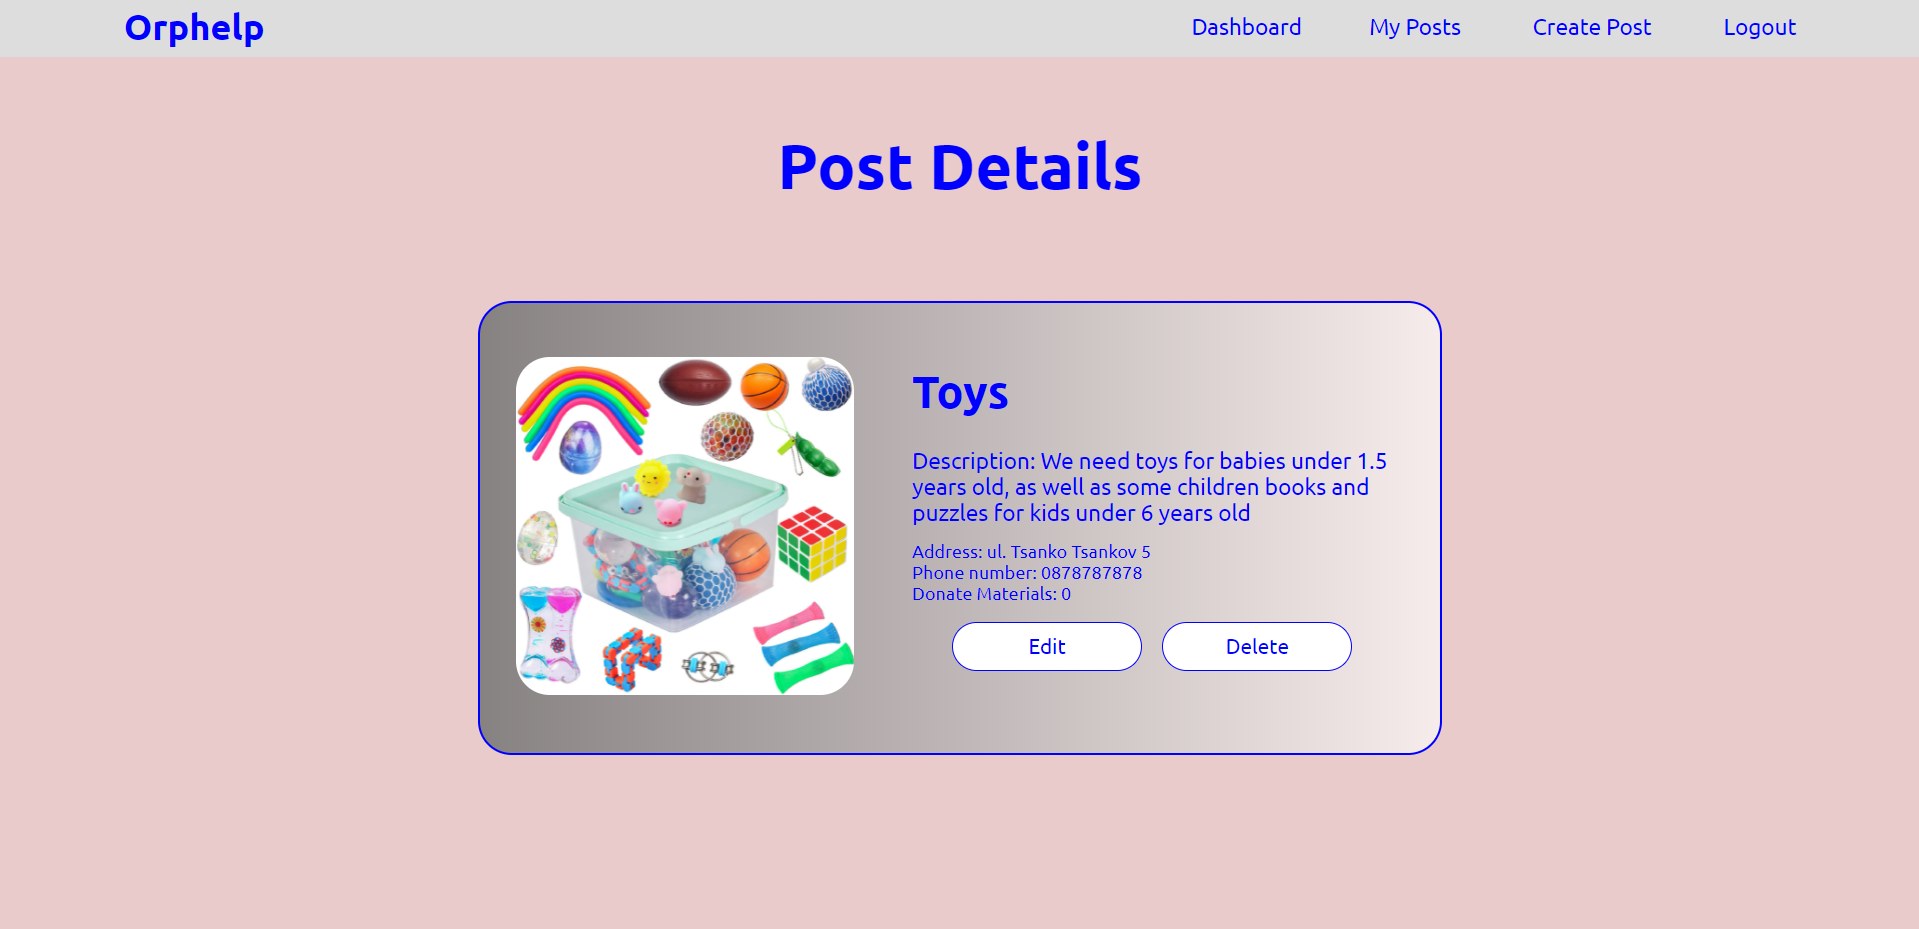 Orphelp
Dashboard My Posts Create Post Logout
Post Details
Toys
Description: We need toys for babies under 1.5
years old, as well as some children books and
puzzles for kids under 6 years old
Address: ul. Tsanko Tsankov 5
Phone number: 0878787878
Donate Materials: 0
Edit Delete